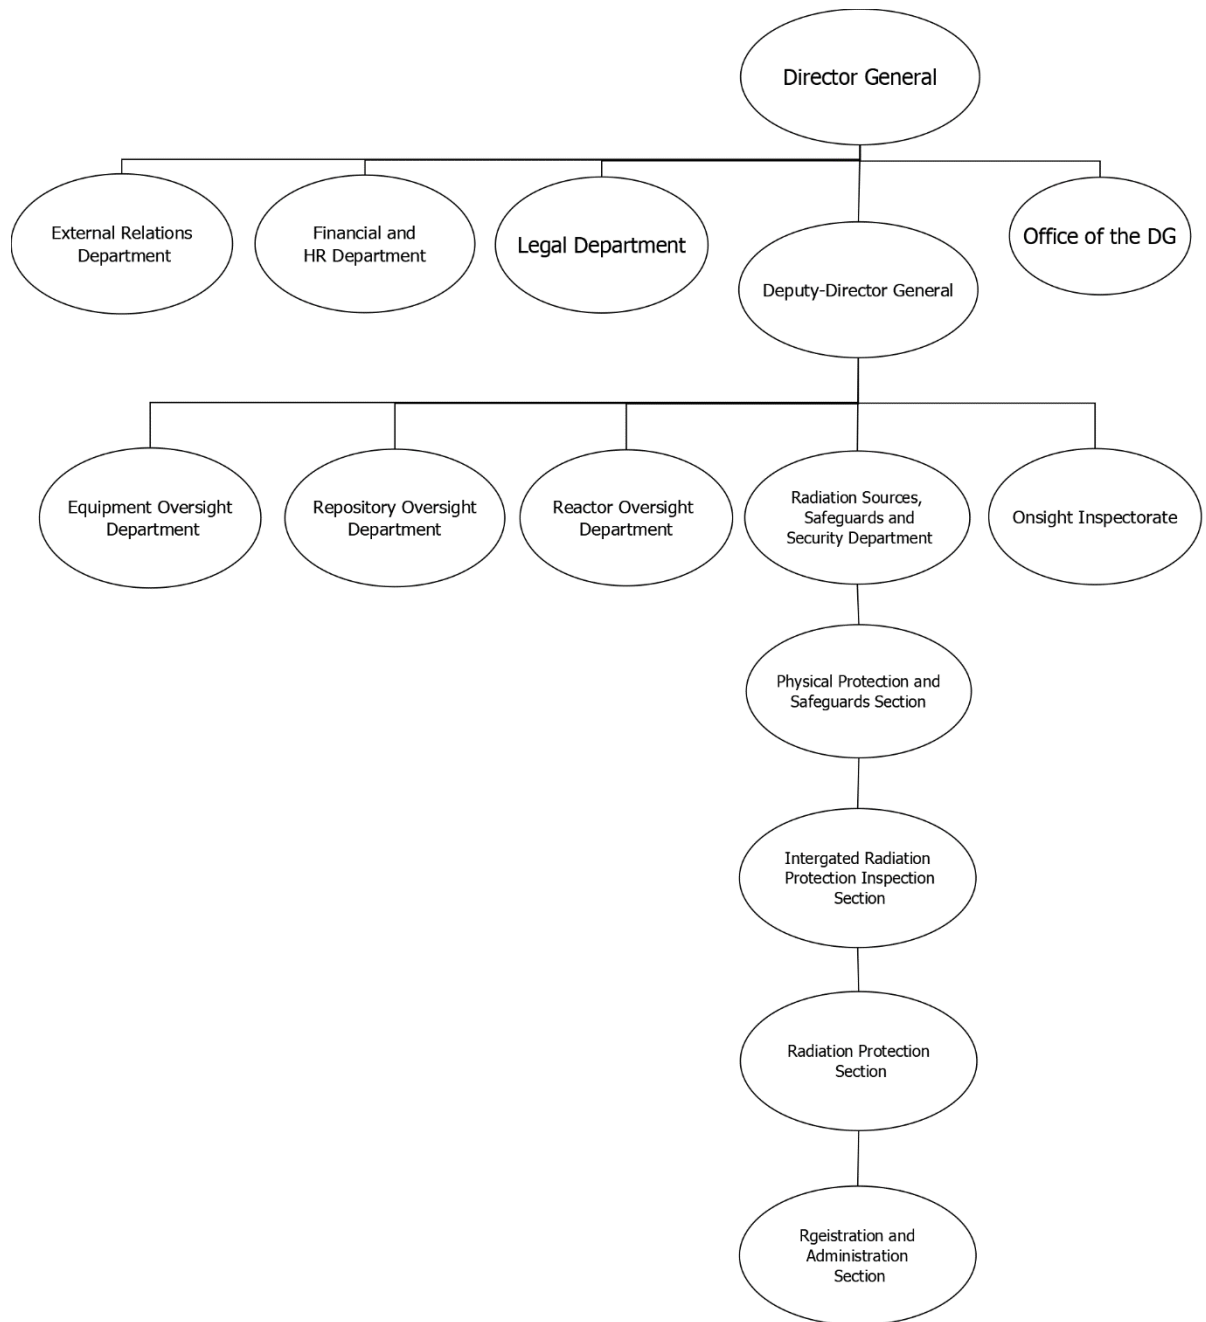 Director General
External Relations
Department
Financial and
HR Department
Legal Department
Deputy-Director General
Office of the DG
Equipment Oversight
Department
Repository Oversight
Department
Reactor Oversight
Department
Radiation Sources,
Safeguards and
Security Department
Onsight Inspectorate
Physical Protection and
Safeguards Section
Intergated Radiation
Protection Inspection
Section
Radiation Protection
Section
Rgeistration and
Administration
Section